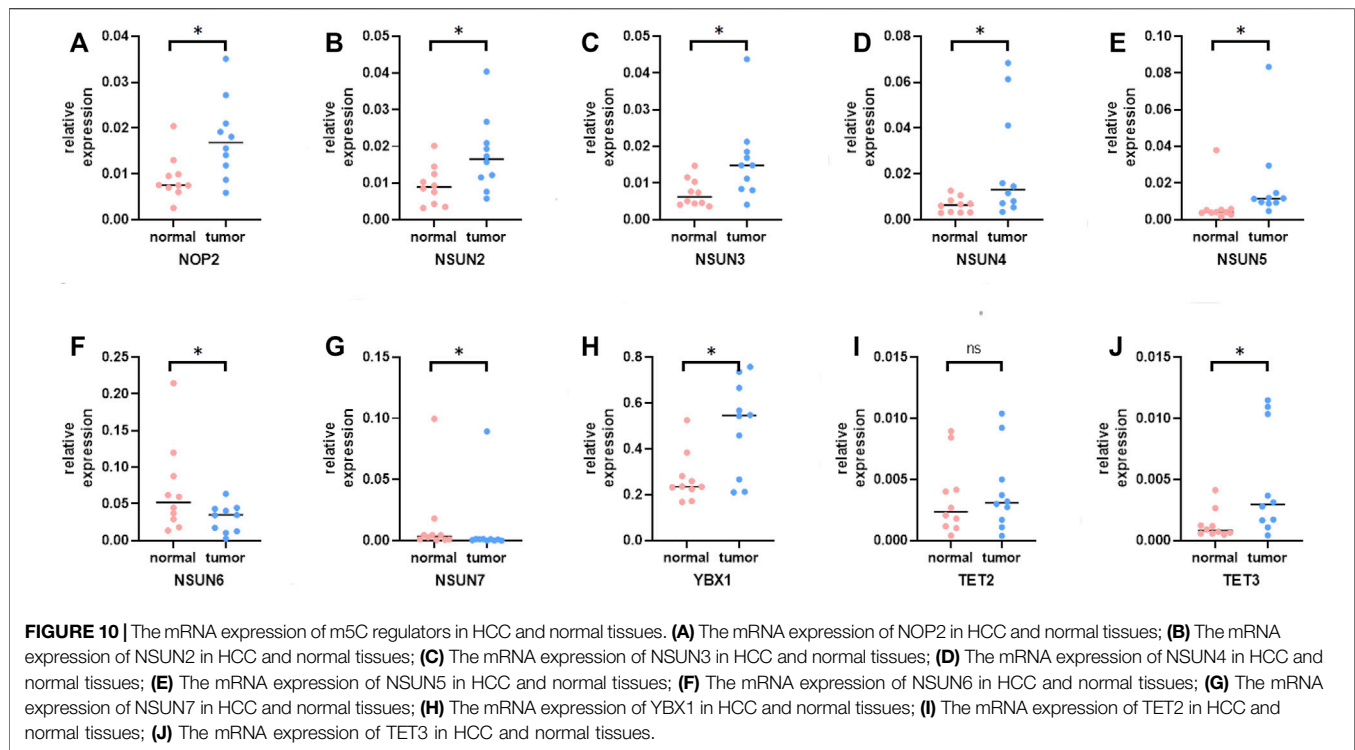 A * B * C * D * E *
0.04 0.05 0.05 0.08 0.10
0.04 0.04 0.08
0.03 0.06
0.03 0.03 0.06
0.02 0.04
0.02 0.02 0.04
0.01 0.02
0.01 0.01 0.02
0.00 0.00 0.00 0.00 0.00
relative expression relative expression relative expression relative expression relative expression
normal tumor normal tumor normal tumor normal tumor normal tumor
NOP2 NSUN2 NSUN3 NSUN4 NSUN5
F * G * H * I ns J *
0.25 0.15 0.8 0.015 0.015
0.20
0.6
0.15 0.10 0.010 0.010
0.4
0.10 0.05 0.005 0.005
0.05 0.2
0.00 0.00 0.0 0.000 0.000
relative expression relative expression relative expression relative expression relative expression
normal tumor normal tumor normal tumor normal tumor normal tumor
NSUN6 NSUN7 YBX1 TET2 TET3
FIGURE 10 | The mRNA expression of m5C regulators in HCC and normal tissues. (A) The mRNA expression of NOP2 in HCC and normal tissues; (B) The mRNA
expression of NSUN2 in HCC and normal tissues; (C) The mRNA expression of NSUN3 in HCC and normal tissues; (D) The mRNA expression of NSUN4 in HCC and
normal tissues; (E) The mRNA expression of NSUN5 in HCC and normal tissues; (F) The mRNA expression of NSUN6 in HCC and normal tissues; (G) The mRNA
expression of NSUN7 in HCC and normal tissues; (H) The mRNA expression of YBX1 in HCC and normal tissues; (I) The mRNA expression of TET2 in HCC and
normal tissues; (J) The mRNA expression of TET3 in HCC and normal tissues.